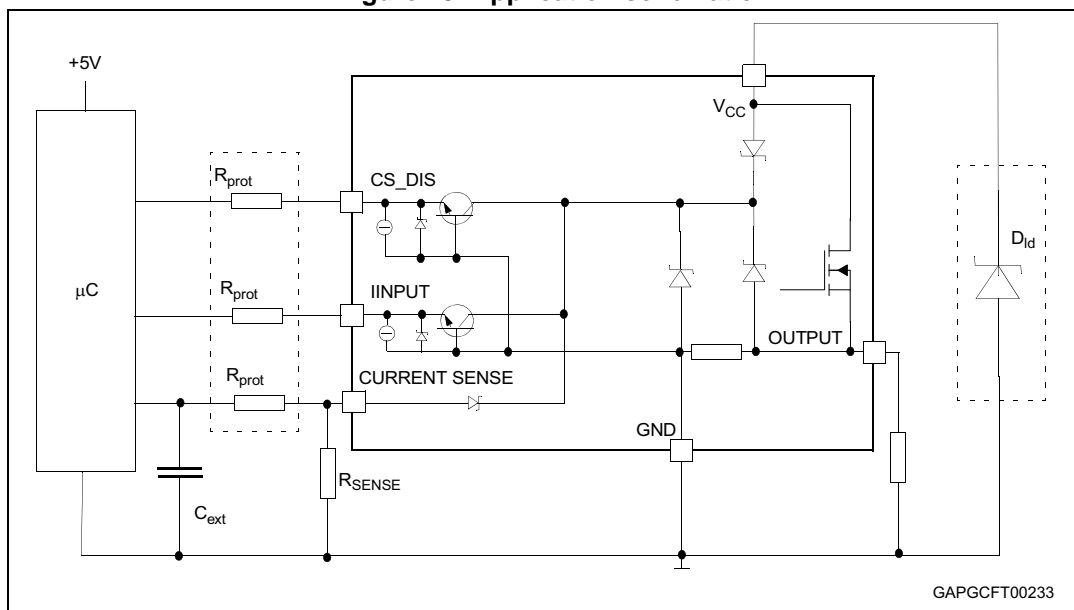 +5V
V_CC
R_prot
CS_DIS
D_ld
μC
R_prot
IINPUT
OUTPUT
R_prot
CURRENT SENSE
GND
R_SENSE
C_ext
GAPGCFT00233